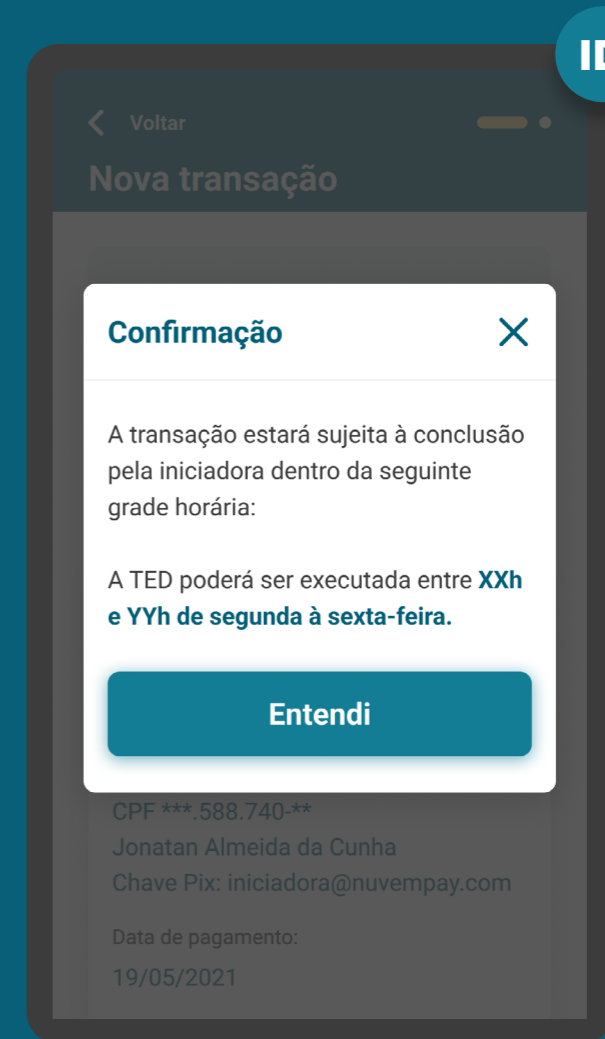 ID
Voltar
Nova transação
Confirmação
A transação estará sujeita à conclusão
pela iniciadora dentro da seguinte
grade horária:
A TED poderá ser executada entre XXh
e YYh de segunda à sexta-feira.
Entendi
CPF ***.588.740-**
Jonatan Almeida da Cunha
Chave Pix: iniciadora@nuvempay.com
Data de pagamento:
19/05/2021